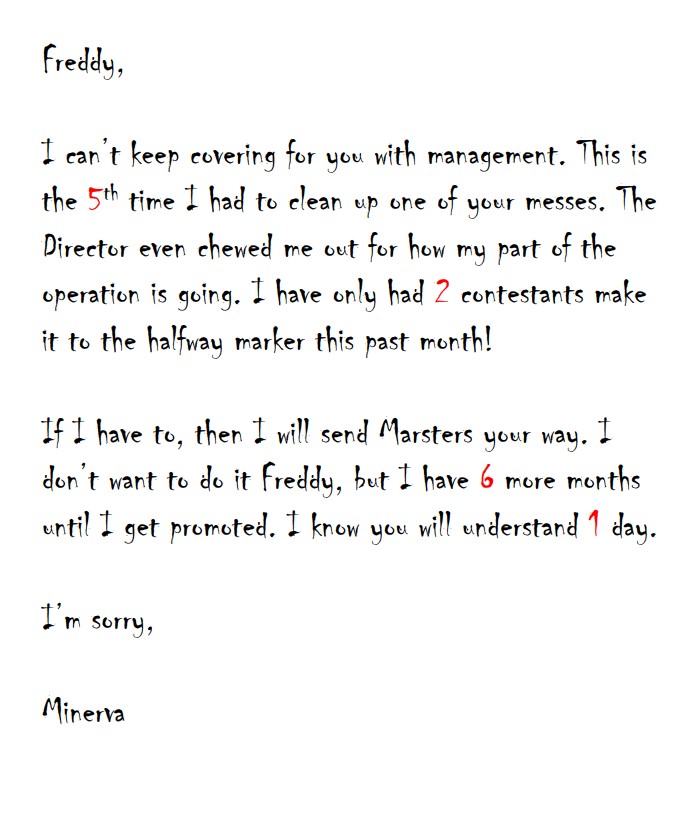 Freddy,
I can't keep covering for you with management. This is
the 5th time I had to clean up one of your messes. The
Director even chewed me out for how my part of the
operation is going. I have only had 2 contestants make
it to the halfway marker this past month!
If I have to, then I will send Marsters your way. I
don't want to do it Freddy, but I have 6 more months
until I get promoted. I know you will understand 1 day.
I'm sorry,
Minerva